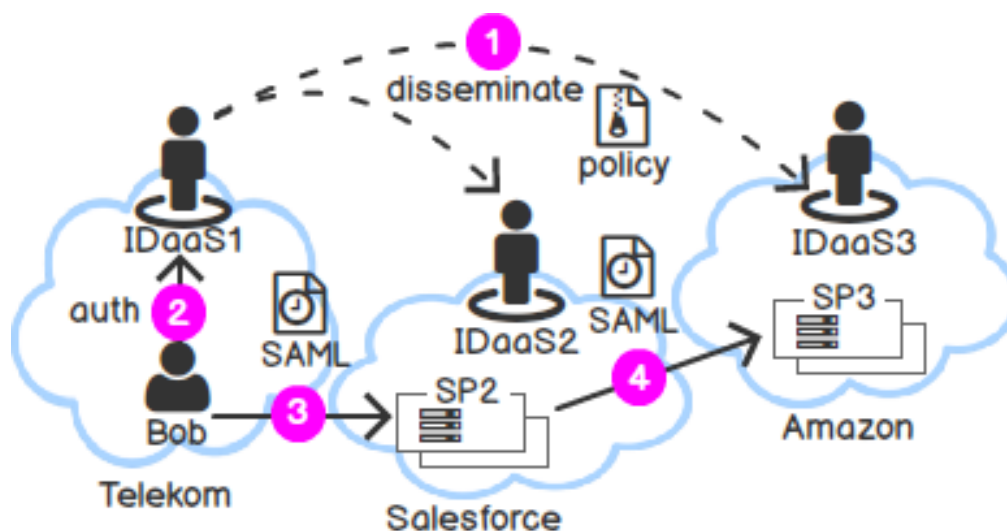 1
disseminate
policy
IDaaS1
IDaaS3
auth 2
SAML
IDaaS2
SAML
SP3
Bob
3
SP2
4
Amazon
Telekom
Salesforce